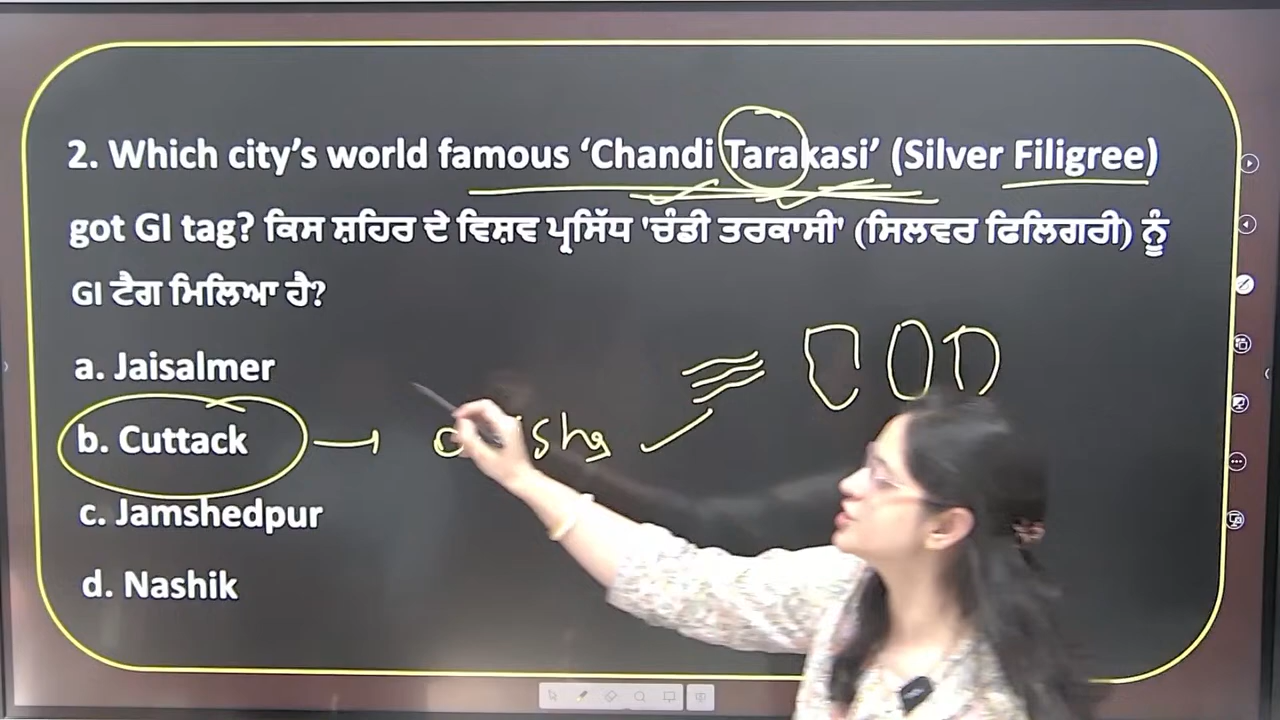 2. Which city’s world famous ‘Chandi Tarakasi’ (Silver Filigree)
got GI tag? ਕਿਸ ਸ਼ਹਿਰ ਦੇ ਵਿਸ਼ਵ ਪ੍ਰਸਿੱਧ 'ਚੰਡੀ ਤਰਕਾਸੀ' (ਸਿਲਵਰ ਫਿਲਿਗਰੀ) ਨੂੰ
GI ਟੈਗ ਮਿਲਿਆ ਹੈ?
a. Jaisalmer
b. Cuttack
c. Jamshedpur
d. Nashik